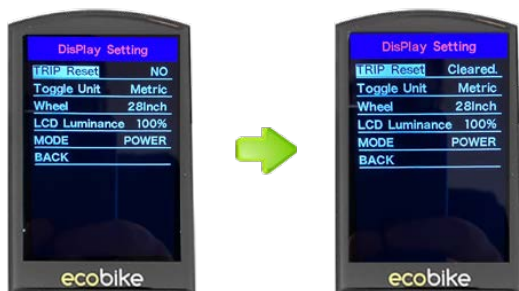 DisPlay Setting
TRIP Reset NO
Toggle Unit Metric
Wheel 28Inch
LCD Luminance 100%
MODE POWER
BACK
ecobike
DisPlay Setting
TRIP Reset Cleared.
Toggle Unit Metric
Wheel 28Inch
LCD Luminance 100%
MODE POWER
BACK
ecobike